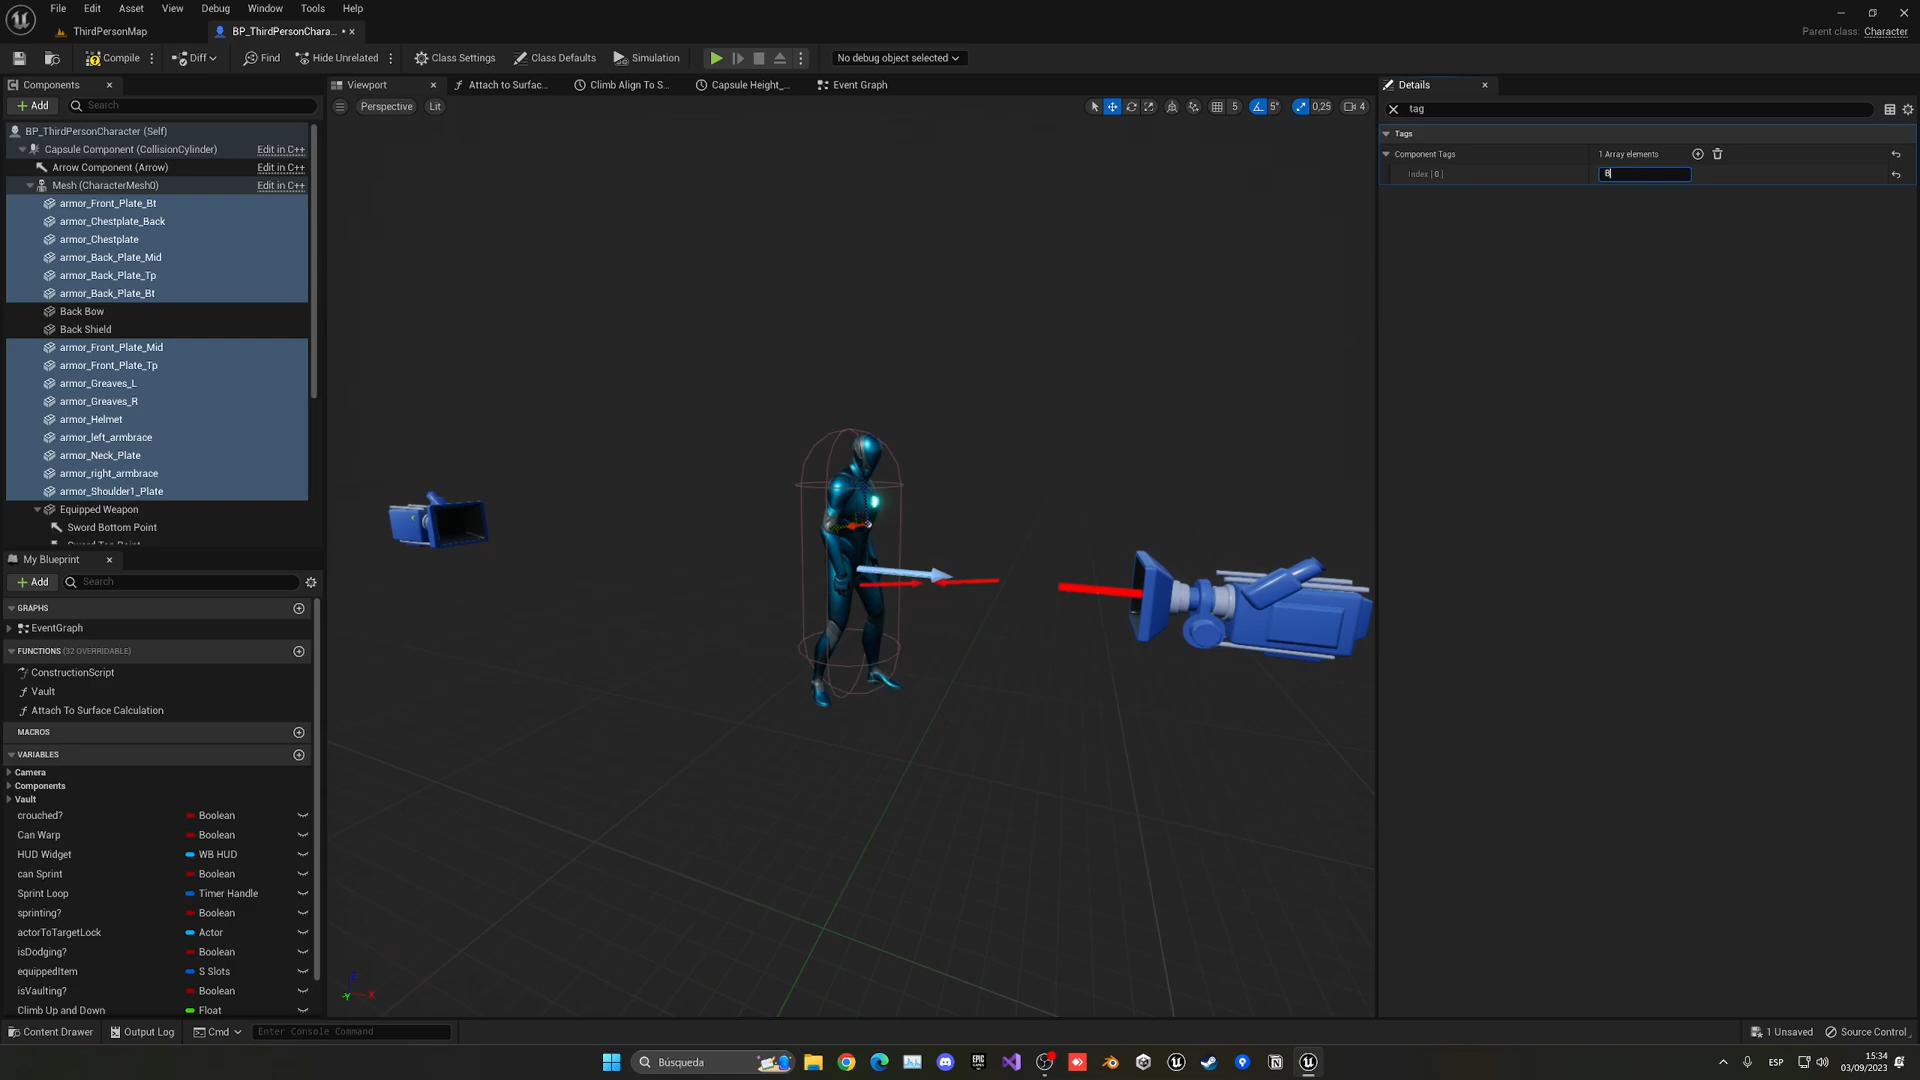 File Edit Asset View Debug Window Tools Help
ThirdPersonMap
BP_ThirdPersonChara...
Parent class: Character
Compile
Diff
Find
Hide Unrelated
Class Settings
Class Defaults
Simulation
No debug object selected
Components
Viewport
Attach to Surfac...
Climb Align To S...
Capsule Height_...
Event Graph
Details
Add
Search
Perspective
Lit
5
5°
0,25
4
tag
BP_ThirdPersonCharacter (Self)
Capsule Component (CollisionCylinder) Edit in C++
Arrow Component (Arrow) Edit in C++
Mesh (CharacterMesh0) Edit in C++
armor_Front_Plate_Bt
armor_Chestplate_Back
armor_Chestplate
armor_Back_Plate_Mid
armor_Back_Plate_Tp
armor_Back_Plate_Bt
Back Bow
Back Shield
armor_Front_Plate_Mid
armor_Front_Plate_Tp
armor_Greaves_L
armor_Greaves_R
armor_Helmet
armor_left_armbrace
armor_Neck_Plate
armor_right_armbrace
armor_Shoulder1_Plate
Equipped Weapon
Sword Bottom Point
Tags
Component Tags 1 Array elements
Index [ 0 ] B
My Blueprint
Add
Search
GRAPHS
EventGraph
FUNCTIONS (32 OVERRIDABLE)
ConstructionScript
Vault
Attach To Surface Calculation
MACROS
VARIABLES
Camera
Components
Vault
crouched? Boolean
Can Warp Boolean
HUD Widget WB HUD
can Sprint Boolean
Sprint Loop Timer Handle
sprinting? Boolean
actorToTargetLock Actor
isDodging? Boolean
equippedItem S Slots
isVaulting? Boolean
Climb Up and Down Float
Z
Y
X
Content Drawer
Output Log
Cmd
Enter Console Command
1 Unsaved
Source Control
Búsqueda
ESP
15:34
03/09/2023